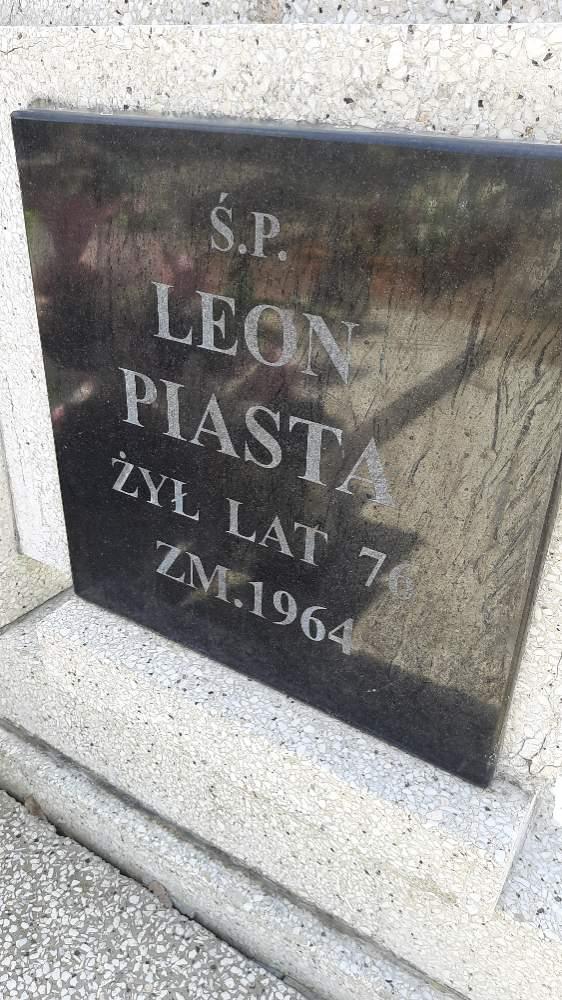 Ś.P.
LEON
PIASTA
ŻYŁ LAT 76
ZM.1964